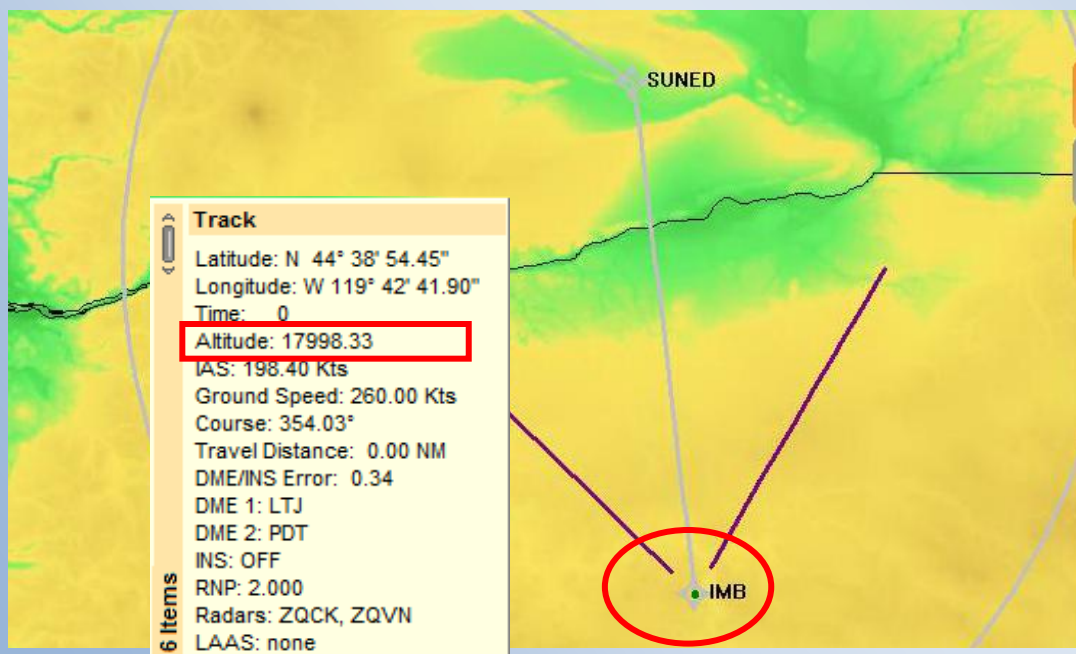 SUNED
Track
Latitude: N 44° 38' 54.45"
Longitude: W 119° 42' 41.90"
Time: 0
Altitude: 17998.33
IAS: 198.40 Kts
Ground Speed: 260.00 Kts
Course: 354.03°
Travel Distance: 0.00 NM
DME/INS Error: 0.34
DME 1: LTJ
DME 2: PDT
INS: OFF
RNP: 2.000
Radars: ZQCK, ZQVN
LAAS: none
6 Items
IMB